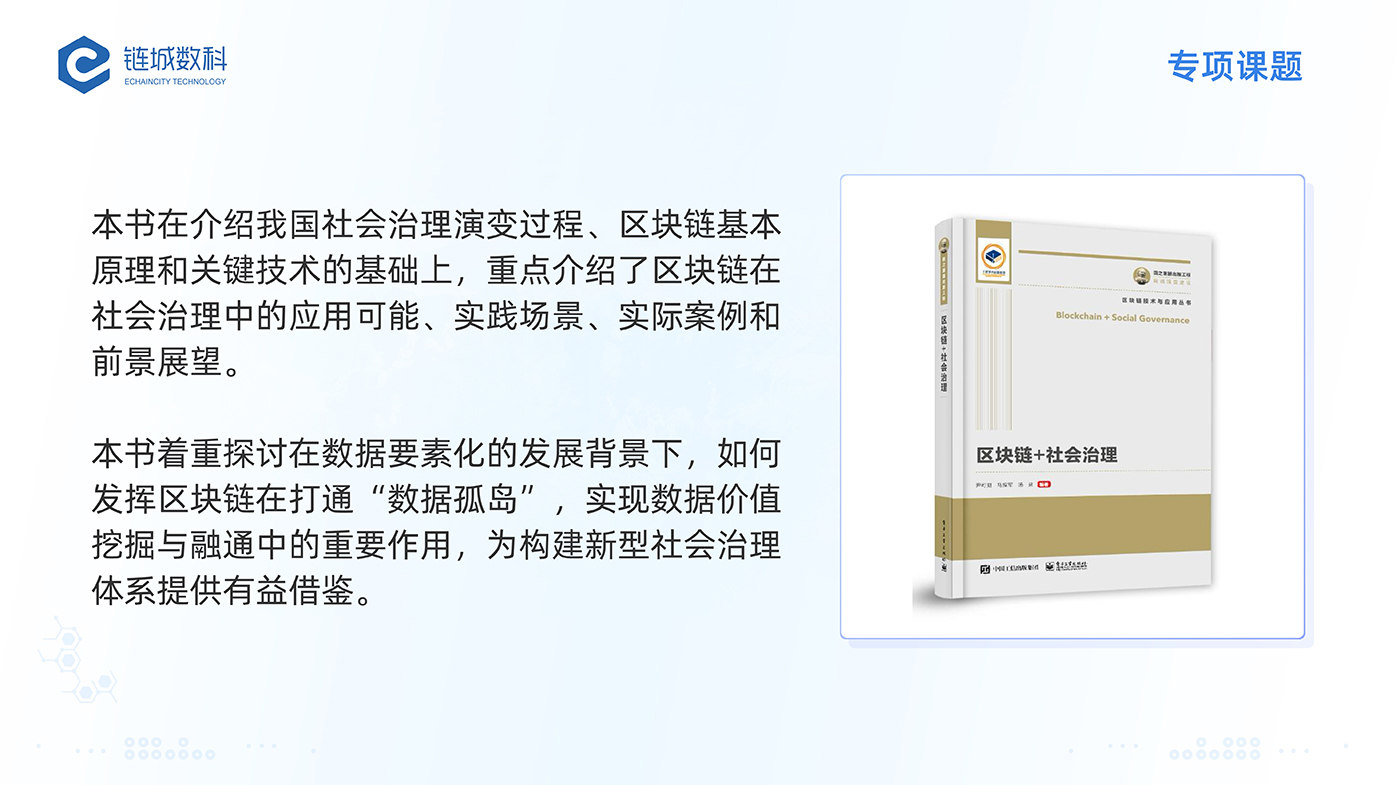 链城数科
ECHAINCITY TECHNOLOGY
专项课题
本书在介绍我国社会治理演变过程、区块链基本
原理和关键技术的基础上，重点介绍了区块链在
社会治理中的应用可能、实践场景、实际案例和
前景展望。
本书着重探讨在数据要素化的发展背景下，如何
发挥区块链在打通“数据孤岛”，实现数据价值
挖掘与融通中的重要作用，为构建新型社会治理
体系提供有益借鉴。
区块链技术与应用丛书
Blockchain + Social Governance
区块链+社会治理
区块链+社会治理
编著
中国工信出版集团
电子工业出版社